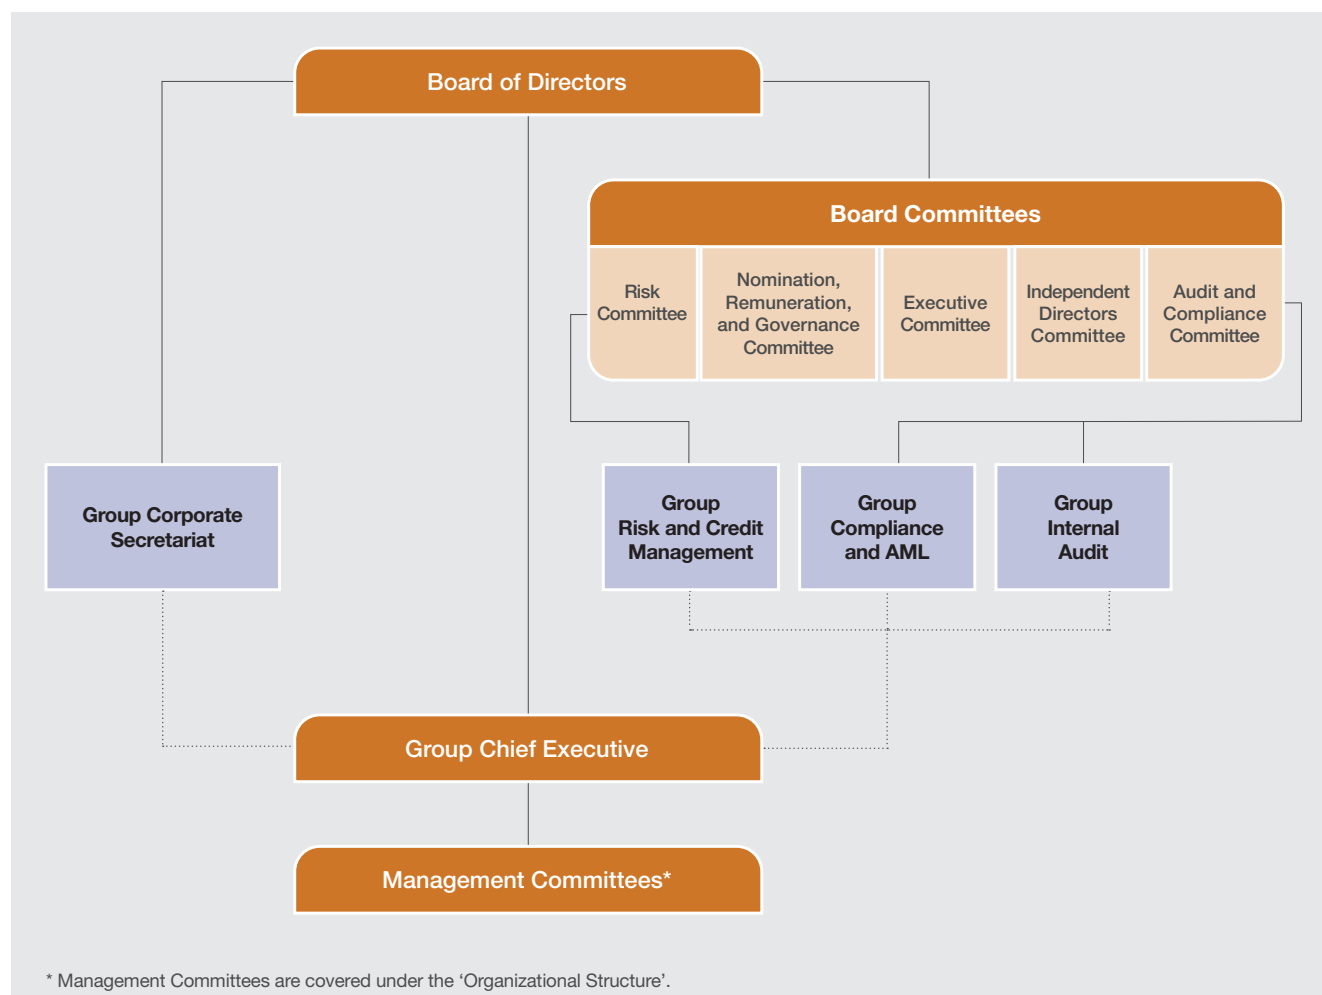 Board of Directors
Board Committees
Risk
Committee
Nomination,
Remuneration,
and Governance
Committee
Executive
Committee
Independent
Directors
Committee
Audit and
Compliance
Committee
Group Corporate
Secretariat
Group
Risk and Credit
Management
Group
Compliance
and AML
Group
Internal
Audit
Group Chief Executive
Management Committees*
* Management Committees are covered under the ‘Organizational Structure’.